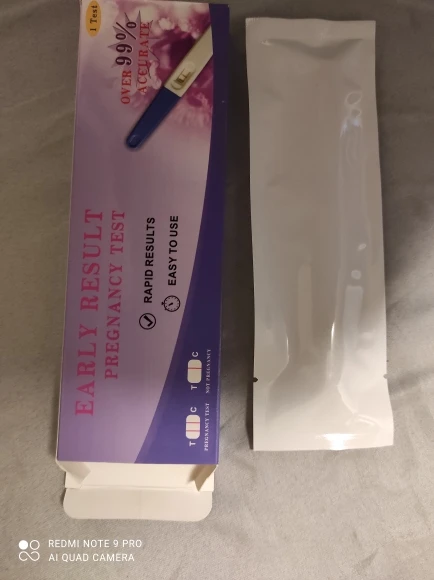 1 Test
OVER 99%
ACCURATE
EARLY RESULT
PREGNANCY TEST
RAPID RESULTS
EASY TO USE
T C
PREGNANCY TEST
T C
NOT PREGNANCY
REDMI NOTE 9 PRO
AI QUAD CAMERA